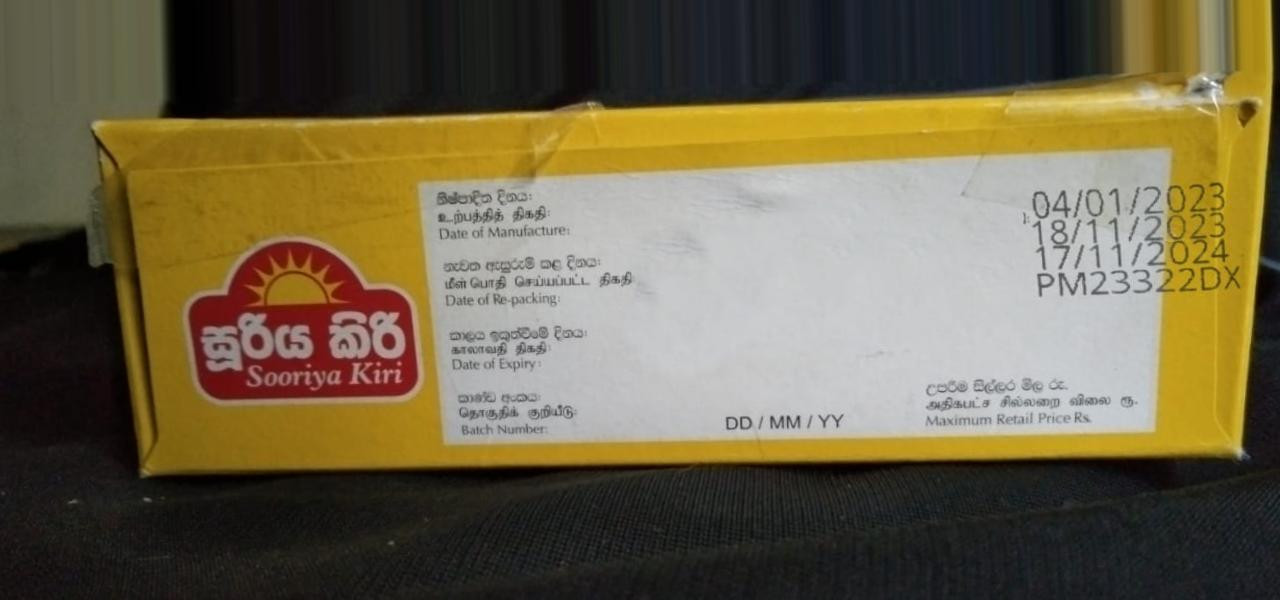 නිෂ්පාදිත දිනය:
உற்பத்தித் திகதி:
Date of Manufacture:
නැවත ඇසුරුම් කළ දිනය:
மீள் பொதி செய்யப்பட்ட திகதி
Date of Re-packing:
කාලය ඉකුත්වීමේ දිනය:
காலாவதி திகதி:
Date of Expiry:
කාණ්ඩ අංකය:
தொகுதிக் குறியீடு:
Batch Number:
සූරිය කිරි
Sooriya Kiri
DD / MM / YY
04/01/2023
18/11/2023
17/11/2024
PM23322DX
උපරිම සිල්ලර මිල රු.
அதிகபட்ச சில்லறை விலை ரூ.
Maximum Retail Price Rs.